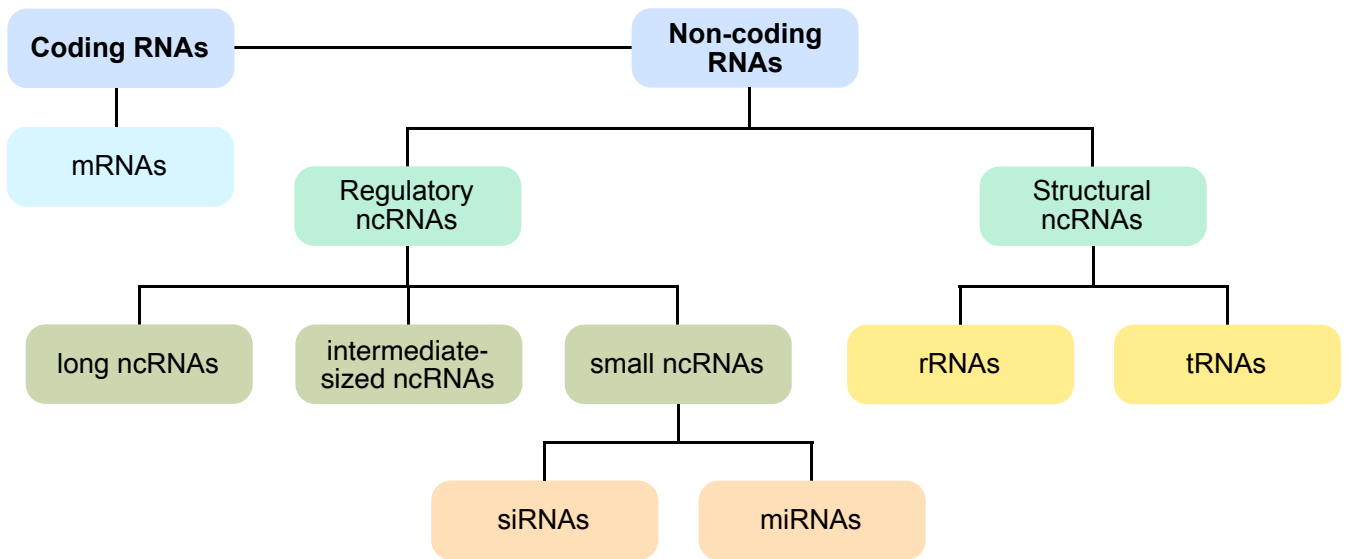 Coding RNAs
Non-coding
RNAs
mRNAs
Regulatory
ncRNAs
Structural
ncRNAs
long ncRNAs
intermediate-
sized ncRNAs
small ncRNAs
rRNAs
tRNAs
siRNAs
miRNAs